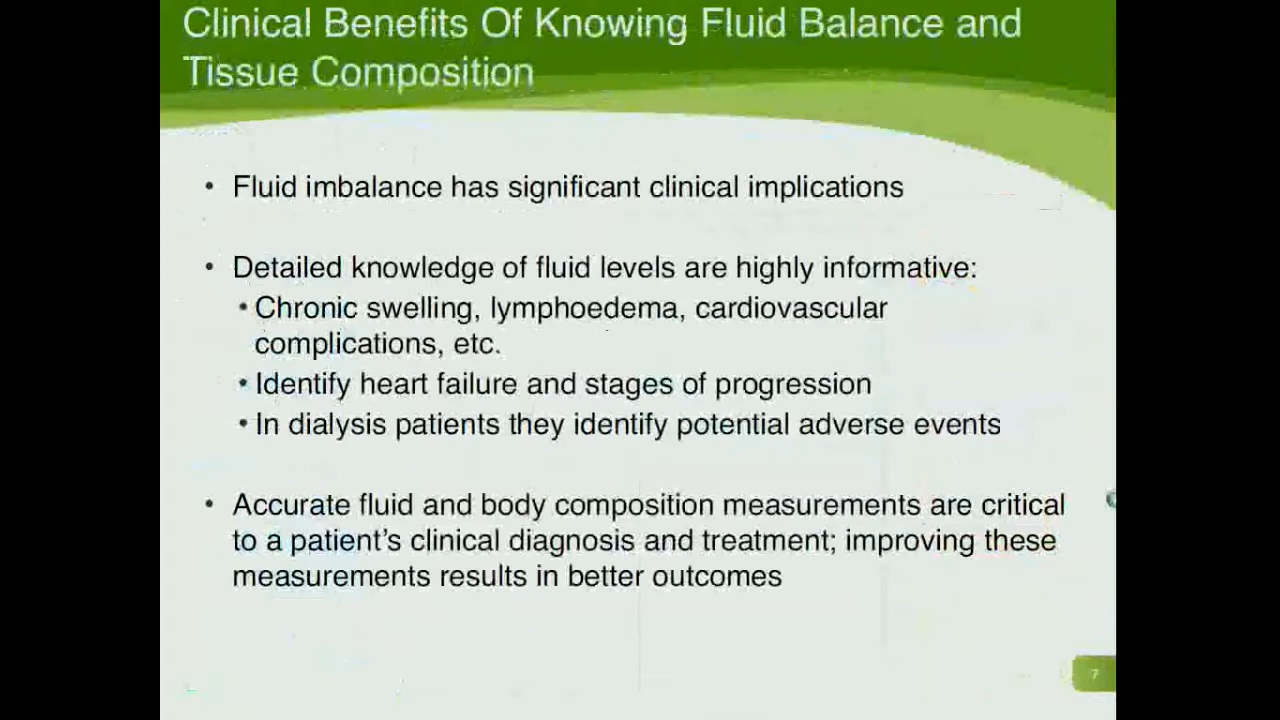 Clinical Benefits Of Knowing Fluid Balance and
Tissue Composition
• Fluid imbalance has significant clinical implications
• Detailed knowledge of fluid levels are highly informative:
• Chronic swelling, lymphoedema, cardiovascular
complications, etc.
• Identify heart failure and stages of progression
• In dialysis patients they identify potential adverse events
• Accurate fluid and body composition measurements are critical
to a patient’s clinical diagnosis and treatment; improving these
measurements results in better outcomes
7